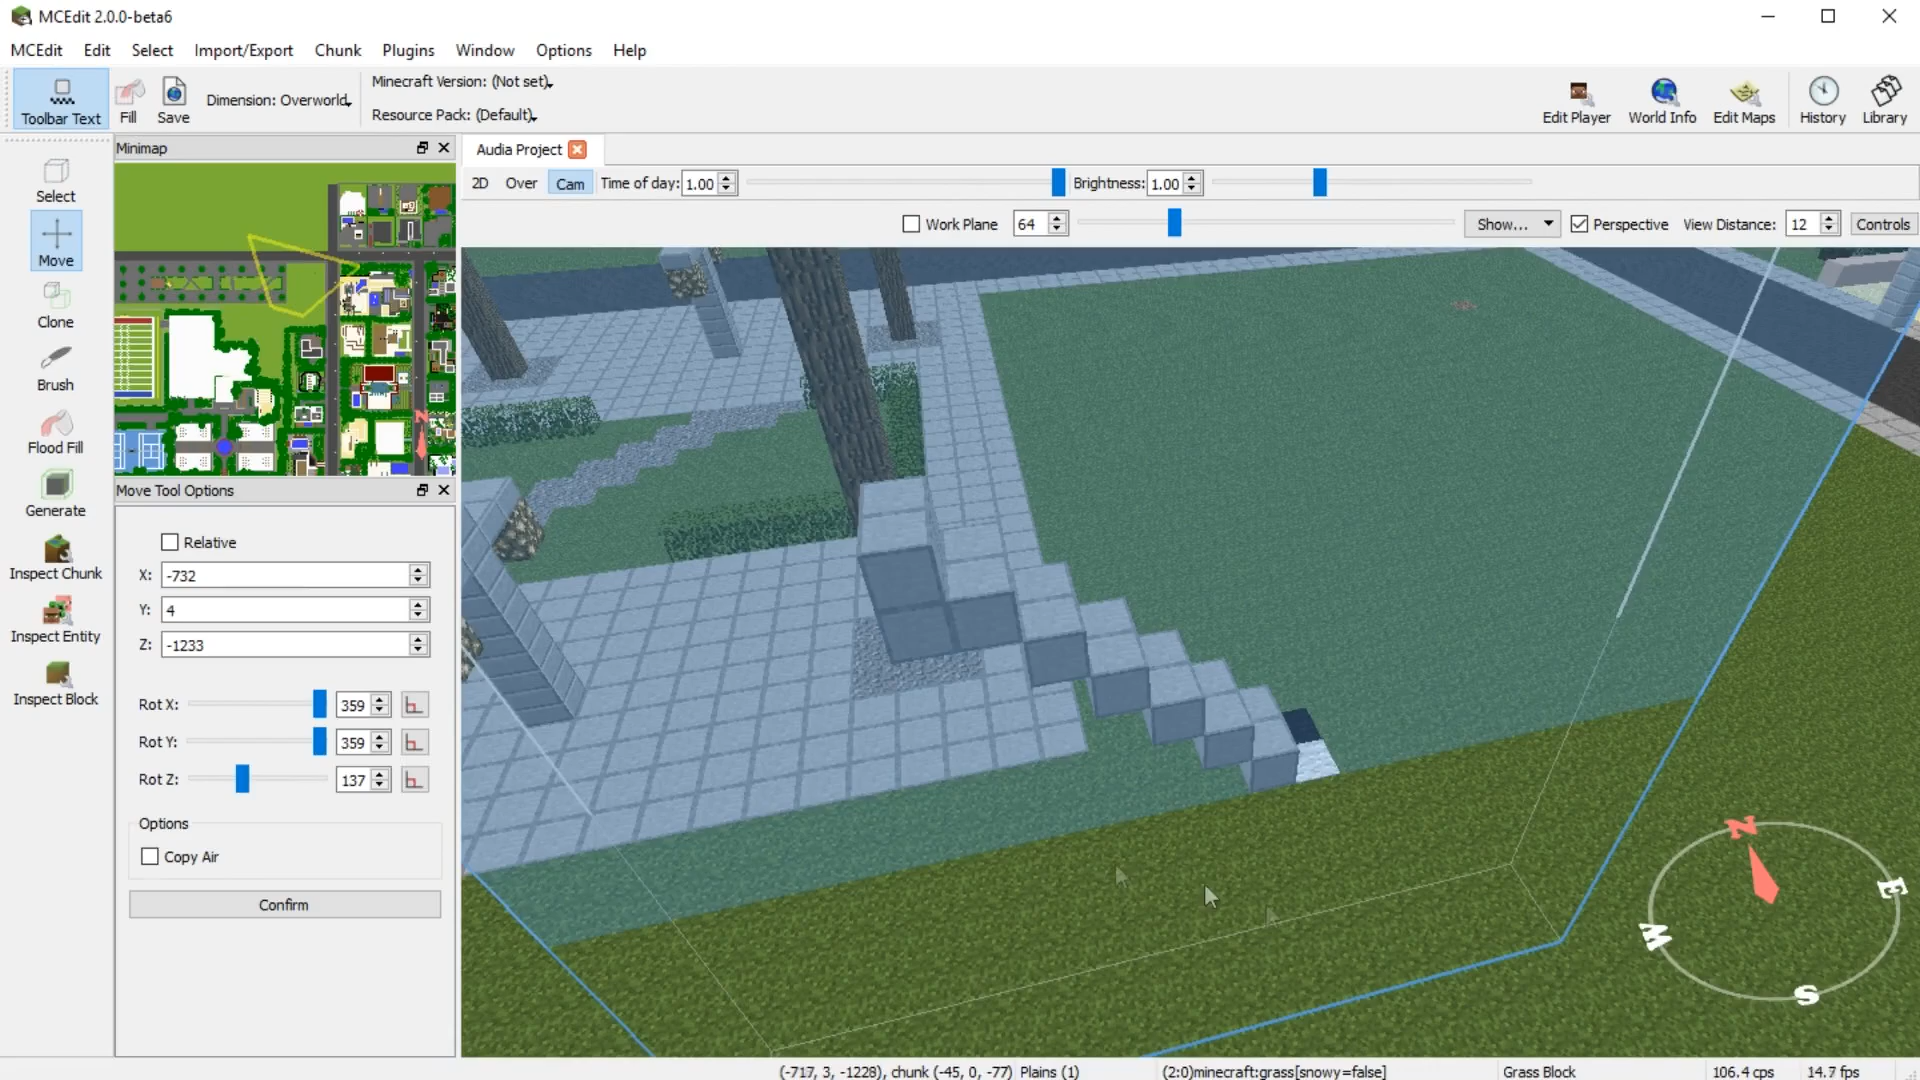 MCEdit 2.0.0-beta6
MCEdit Edit Select Import/Export Chunk Plugins Window Options Help
Toolbar Text
Fill
Save
Dimension: Overworld
Minecraft Version: (Not set)
Resource Pack: (Default)
Edit Player
World Info
Edit Maps
History
Library
Select
Move
Clone
Brush
Flood Fill
Generate
Inspect Chunk
Inspect Entity
Inspect Block
Minimap
N
Move Tool Options
Relative
X: -732
Y: 4
Z: -1233
Rot X: 359
Rot Y: 359
Rot Z: 137
Options
Copy Air
Confirm
Audia Project
2D Over Cam Time of day: 1.00 Brightness: 1.00
Work Plane 64 Show... Perspective View Distance: 12 Controls
N
E
W
S
(-717, 3, -1228), chunk (-45, 0, -77) Plains (1) (2:0)minecraft:grass[snowy=false] Grass Block 106.4 cps 14.7 fps